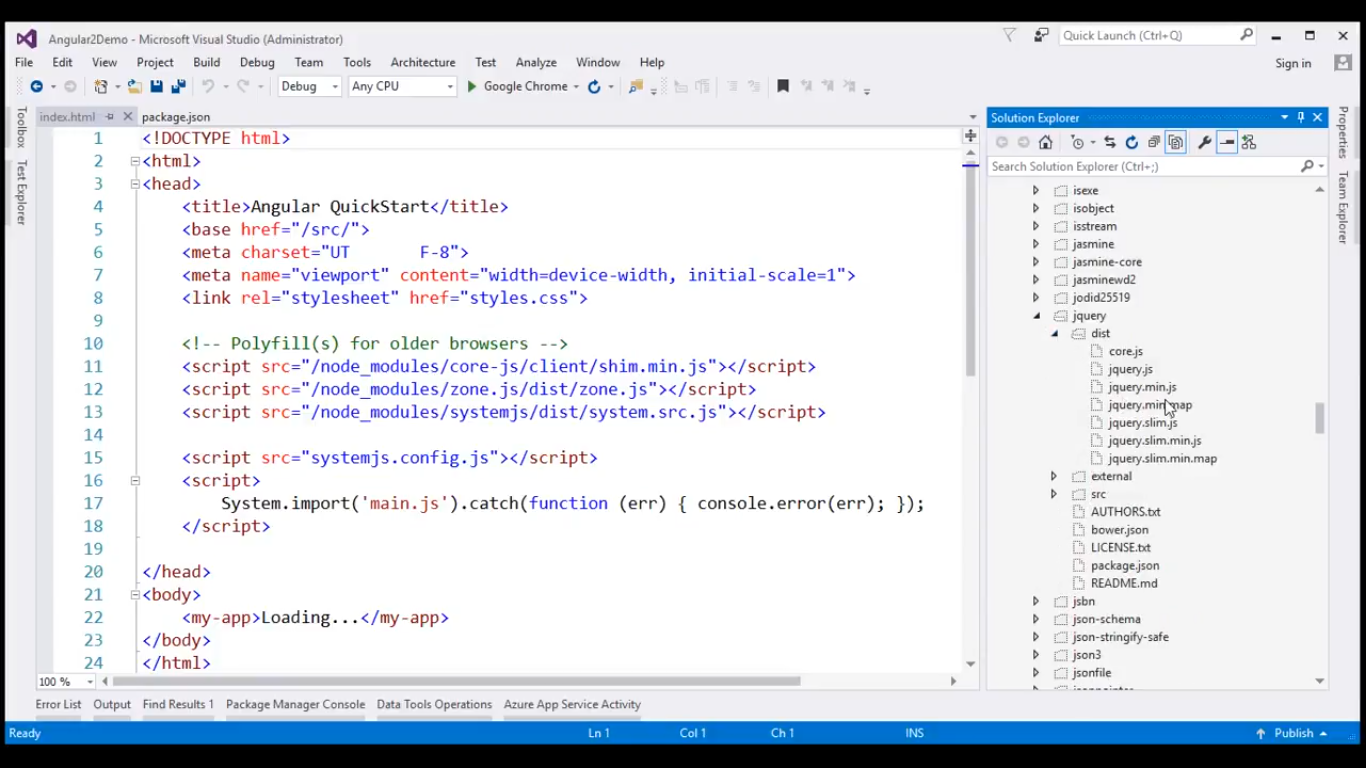 Angular2Demo - Microsoft Visual Studio (Administrator)
Quick Launch (Ctrl+Q)
File Edit View Project Build Debug Team Tools Architecture Test Analyze Window Help
Sign in
Debug Any CPU Google Chrome
index.html package.json
Toolbox
Test Explorer
1 <!DOCTYPE html>
2 <html>
3 <head>
4 <title>Angular QuickStart</title>
5 <base href="/src/">
6 <meta charset="UT F-8">
7 <meta name="viewport" content="width=device-width, initial-scale=1">
8 <link rel="stylesheet" href="styles.css">
9
10 <!-- Polyfill(s) for older browsers -->
11 <script src="/node_modules/core-js/client/shim.min.js"></script>
12 <script src="/node_modules/zone.js/dist/zone.js"></script>
13 <script src="/node_modules/systemjs/dist/system.src.js"></script>
14
15 <script src="systemjs.config.js"></script>
16 <script>
17 System.import('main.js').catch(function (err) { console.error(err); });
18 </script>
19
20 </head>
21 <body>
22 <my-app>Loading...</my-app>
23 </body>
24 </html>
100 %
Solution Explorer
Search Solution Explorer (Ctrl+;)
isexe
isobject
isstream
jasmine
jasmine-core
jasminewd2
jodid25519
jquery
dist
core.js
jquery.js
jquery.min.js
jquery.min.map
jquery.slim.js
jquery.slim.min.js
jquery.slim.min.map
external
src
AUTHORS.txt
bower.json
LICENSE.txt
package.json
README.md
jsbn
json-schema
json-stringify-safe
json3
jsonfile
Properties
Team Explorer
Error List Output Find Results 1 Package Manager Console Data Tools Operations Azure App Service Activity
Ready Ln 1 Col 1 Ch 1 INS Publish